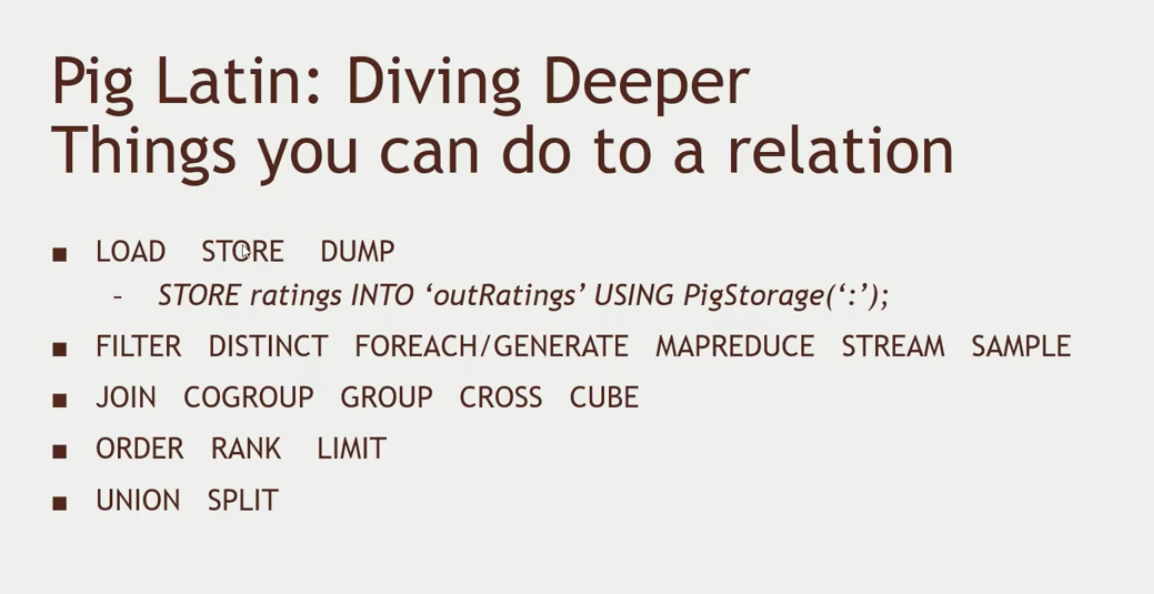 Pig Latin: Diving Deeper
Things you can do to a relation
■ LOAD STORE DUMP
– STORE ratings INTO ‘outRatings’ USING PigStorage(‘:’);
■ FILTER DISTINCT FOREACH/GENERATE MAPREDUCE STREAM SAMPLE
■ JOIN COGROUP GROUP CROSS CUBE
■ ORDER RANK LIMIT
■ UNION SPLIT